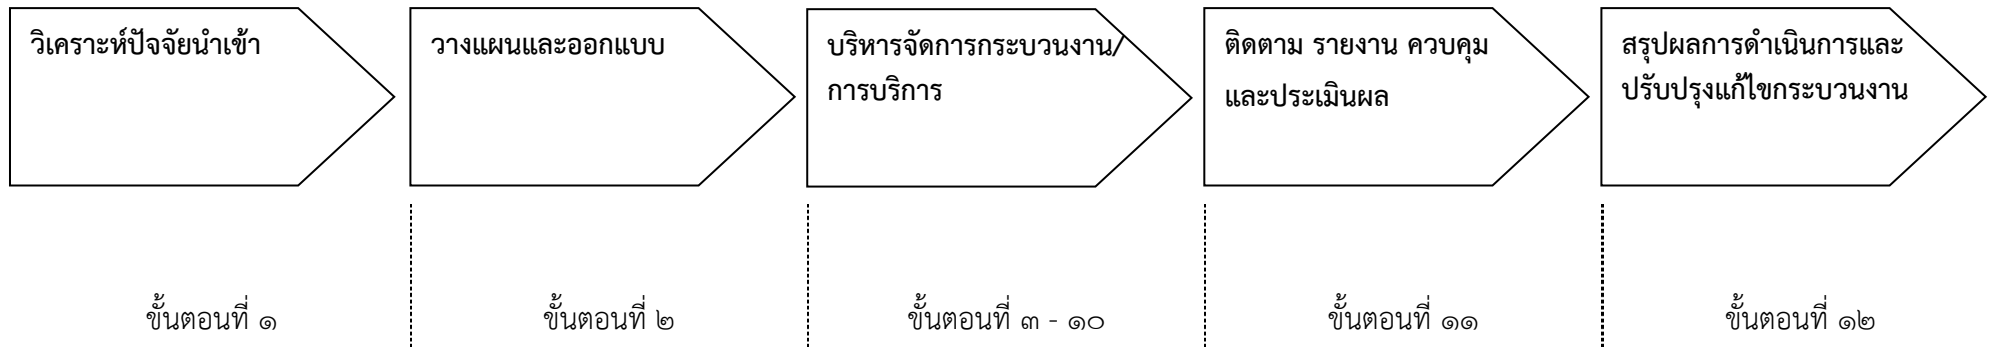 วิเคราะห์ปัจจัยนำเข้า
วางแผนและออกแบบ
บริหารจัดการกระบวนงาน/
การบริการ
ติดตาม รายงาน ควบคุม
และประเมินผล
สรุปผลการดำเนินการและ
ปรับปรุงแก้ไขกระบวนงาน
ขั้นตอนที่ ๑
ขั้นตอนที่ ๒
ขั้นตอนที่ ๓ - ๑๐
ขั้นตอนที่ ๑๑
ขั้นตอนที่ ๑๒